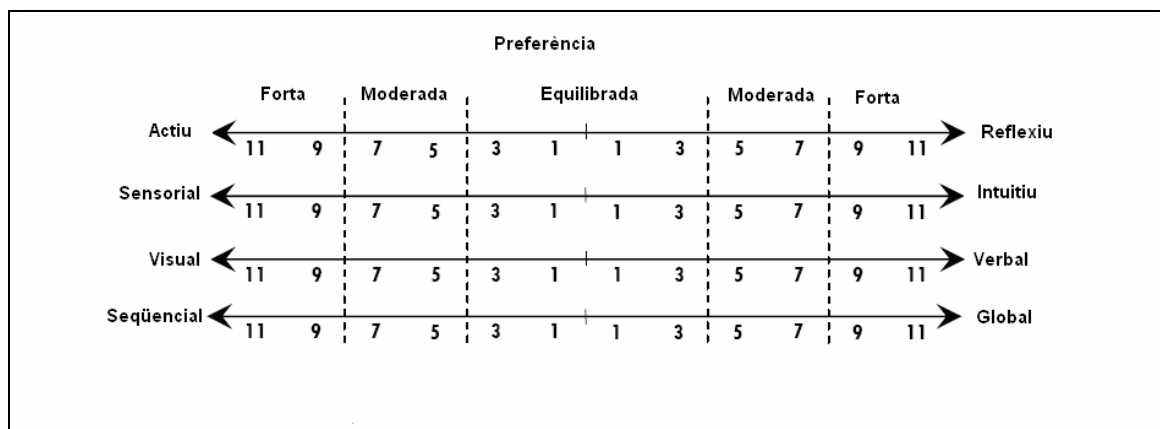 Preferència
Forta Moderada Equilibrada Moderada Forta
Actiu Reflexiu
11 9 7 5 3 1 1 3 5 7 9 11
Sensorial Intuitiu
11 9 7 5 3 1 1 3 5 7 9 11
Visual Verbal
11 9 7 5 3 1 1 3 5 7 9 11
Seqüencial Global
11 9 7 5 3 1 1 3 5 7 9 11